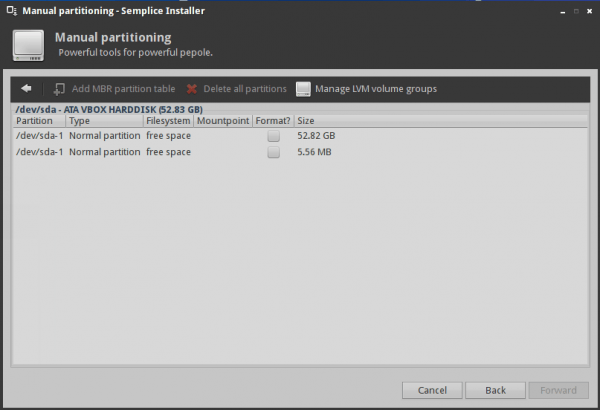 Manual partitioning - Semplice Installer
Manual partitioning
Powerful tools for powerful pepole.
Add MBR partition table Delete all partitions Manage LVM volume groups
/dev/sda - ATA VBOX HARDDISK (52.83 GB)
Partition Type Filesystem Mountpoint Format? Size
/dev/sda-1 Normal partition free space 52.82 GB
/dev/sda-1 Normal partition free space 5.56 MB
Cancel Back Forward